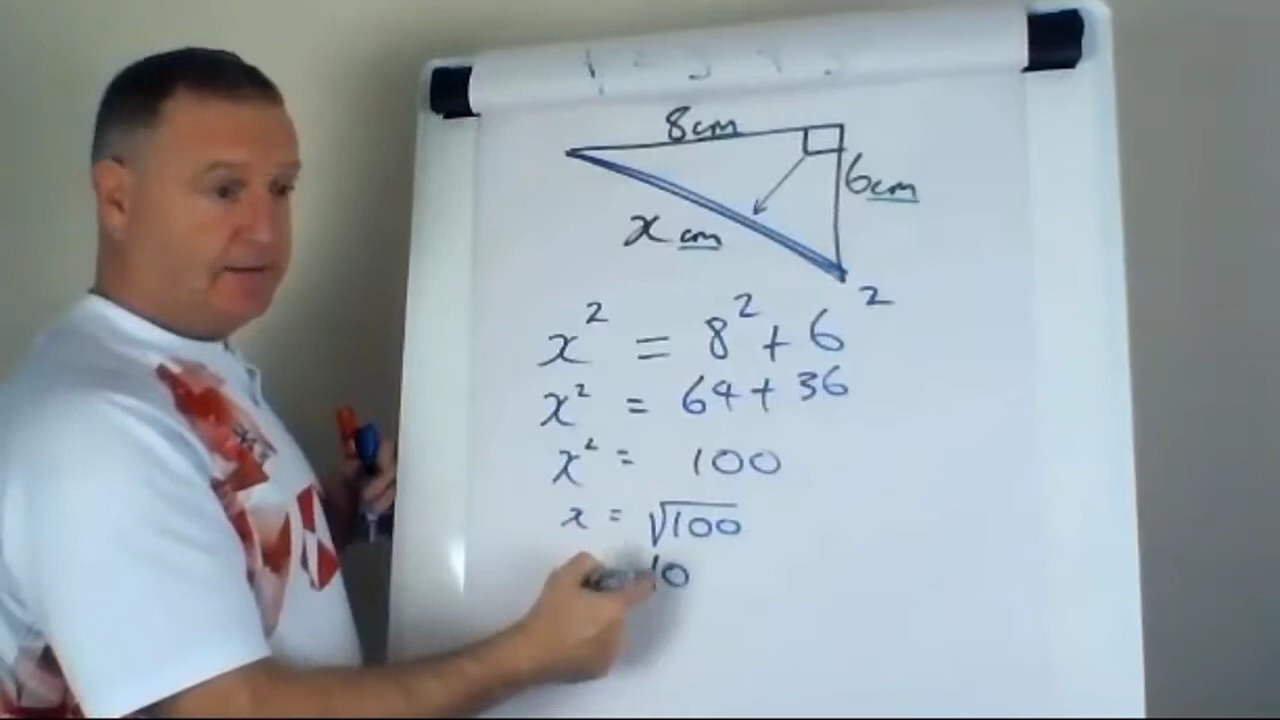 8cm
6cm
x cm
x² = 8² + 6²
x² = 64 + 36
x² = 100
x = √100
10